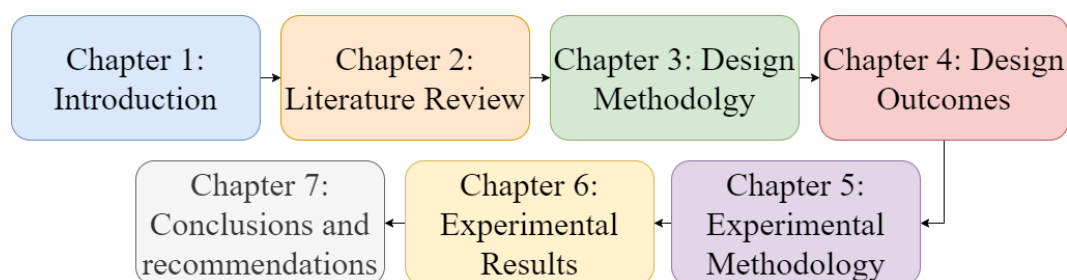 Chapter 1:
Introduction
Chapter 2:
Literature Review
Chapter 3: Design
Methodolgy
Chapter 4: Design
Outcomes
Chapter 5:
Experimental
Methodology
Chapter 6:
Experimental
Results
Chapter 7:
Conclusions and
recommendations